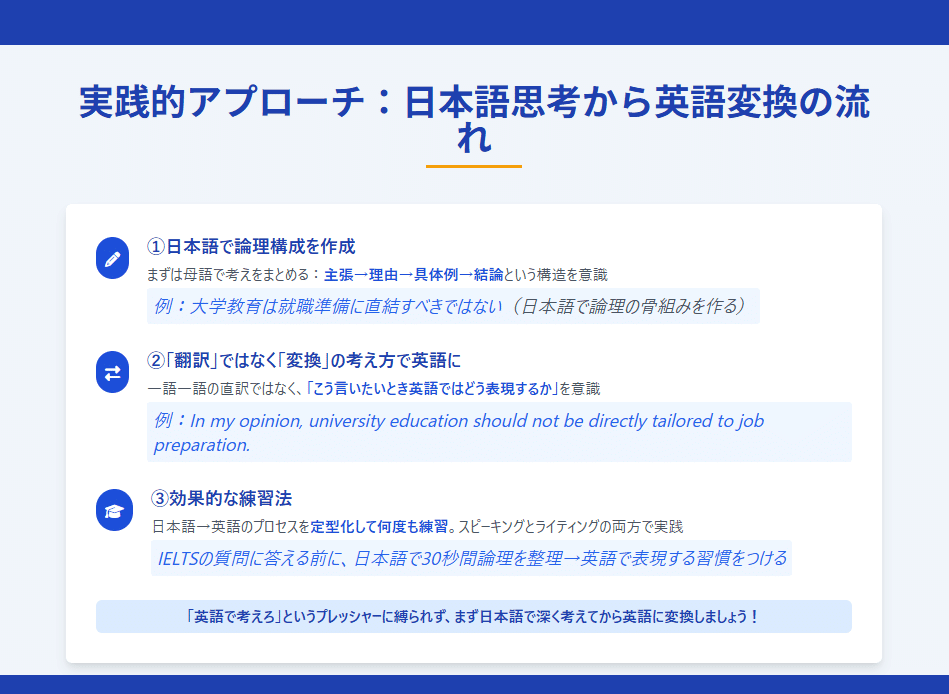 実践的アプローチ：日本語思考から英語変換の流
れ
①日本語で論理構成を作成
まずは母語で考えをまとめる：主張→理由→具体例→結論という構造を意識
例：大学教育は就職準備に直結すべきではない（日本語で論理の骨組みを作る）
②「翻訳」ではなく「変換」の考え方で英語に
一語一語の直訳ではなく、「こう言いたいとき英語ではどう表現するか」を意識
例：In my opinion, university education should not be directly tailored to job
preparation.
③効果的な練習法
日本語→英語のプロセスを定型化して何度も練習。スピーキングとライティングの両方で実践
IELTSの質問に答える前に、日本語で30秒間論理を整理→英語で表現する習慣をつける
「英語で考えろ」というプレッシャーに縛られず、まず日本語で深く考えてから英語に変換しましょう！